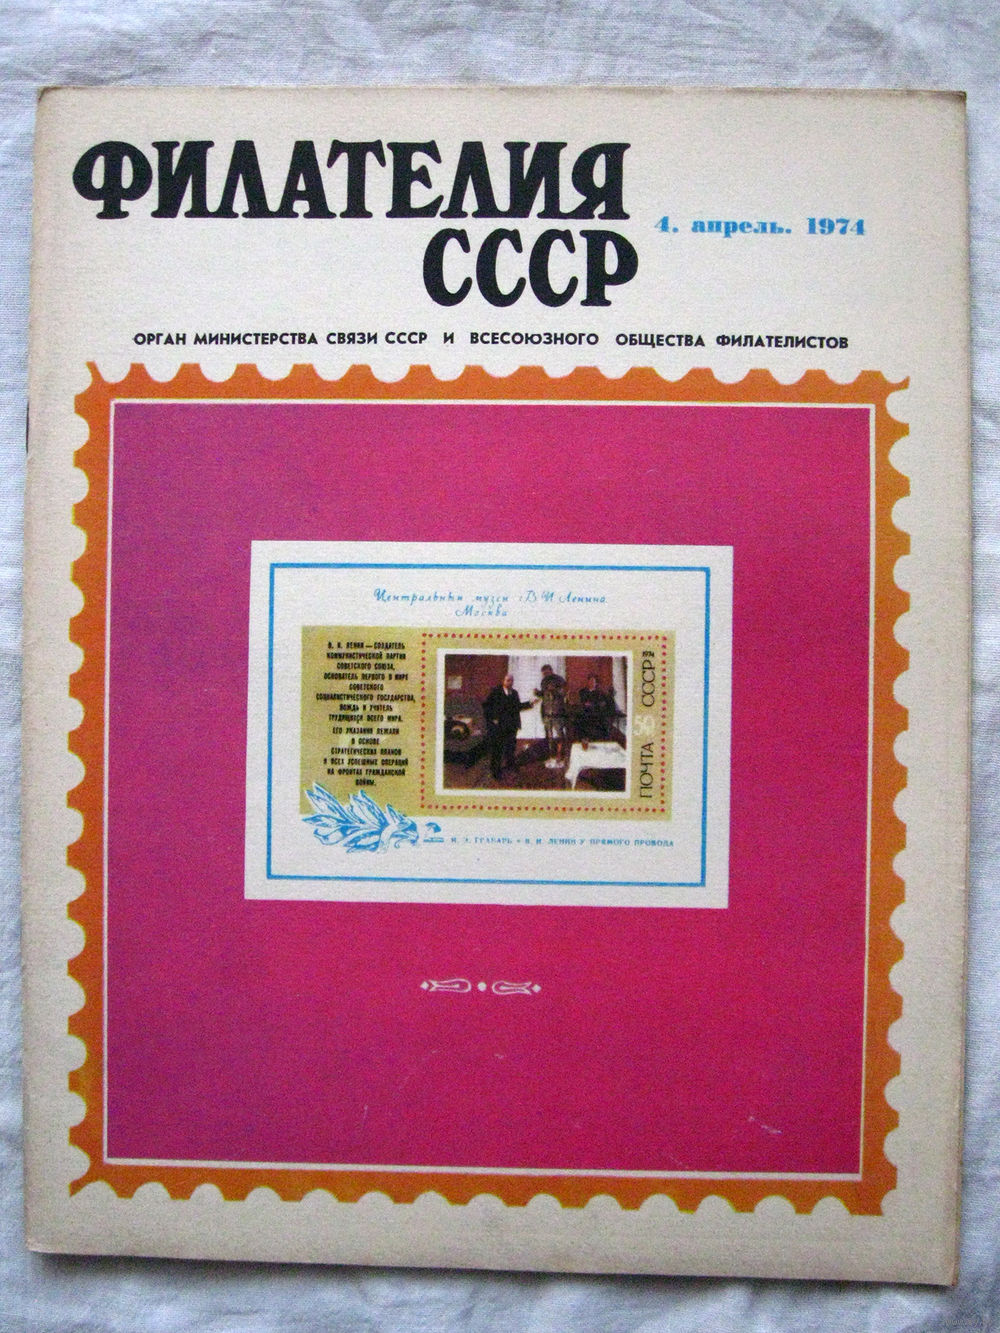 ФИЛАТЕЛИЯ
СССР
4. апрель. 1974
ОРГАН МИНИСТЕРСТВА СВЯЗИ СССР И ВСЕСОЮЗНОГО ОБЩЕСТВА ФИЛАТЕЛИСТОВ
Центральный музей В.И.Ленина
Москва
В. И. ЛЕНИН — СОЗДАТЕЛЬ
КОММУНИСТИЧЕСКОЙ ПАРТИИ
СОВЕТСКОГО СОЮЗА,
ОСНОВАТЕЛЬ ПЕРВОГО В МИРЕ
СОВЕТСКОГО
СОЦИАЛИСТИЧЕСКОГО ГОСУДАРСТВА,
ВОЖДЬ И УЧИТЕЛЬ
ТРУДЯЩИХСЯ ВСЕГО МИРА.
ЕГО УКАЗАНИЯ ЛЕЖАЛИ
В ОСНОВЕ
СТРАТЕГИЧЕСКИХ ПЛАНОВ
И ВСЕХ УСПЕШНЫХ ОПЕРАЦИЙ
НА ФРОНТАХ ГРАЖДАНСКОЙ
ВОЙНЫ.
ПОЧТА 50 СССР 1974
И. Э. ГРАБАРЬ • В. И. ЛЕНИН У ПРЯМОГО ПРОВОДА